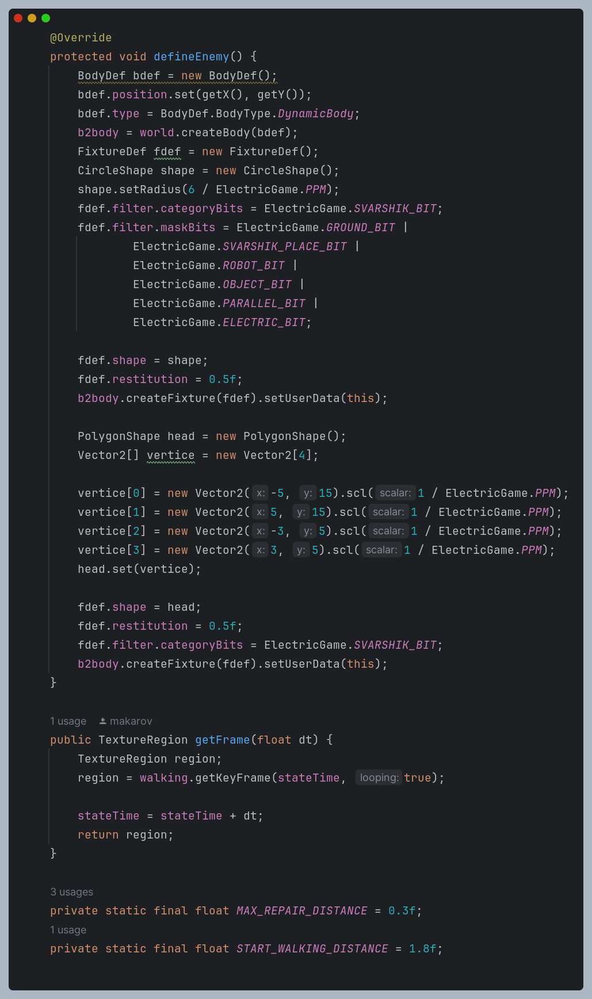 @Override
protected void defineEnemy() {
BodyDef bdef = new BodyDef();
bdef.position.set(getX(), getY());
bdef.type = BodyDef.BodyType.DynamicBody;
b2body = world.createBody(bdef);
FixtureDef fdef = new FixtureDef();
CircleShape shape = new CircleShape();
shape.setRadius(6 / ElectricGame.PPM);
fdef.filter.categoryBits = ElectricGame.SVARSHIK_BIT;
fdef.filter.maskBits = ElectricGame.GROUND_BIT |
ElectricGame.SVARSHIK_PLACE_BIT |
ElectricGame.ROBOT_BIT |
ElectricGame.OBJECT_BIT |
ElectricGame.PARALLEL_BIT |
ElectricGame.ELECTRIC_BIT;
fdef.shape = shape;
fdef.restitution = 0.5f;
b2body.createFixture(fdef).setUserData(this);
PolygonShape head = new PolygonShape();
Vector2[] vertice = new Vector2[4];
vertice[0] = new Vector2( x: -5, y: 15).scl( scalar: 1 / ElectricGame.PPM);
vertice[1] = new Vector2( x: 5, y: 15).scl( scalar: 1 / ElectricGame.PPM);
vertice[2] = new Vector2( x: -3, y: 5).scl( scalar: 1 / ElectricGame.PPM);
vertice[3] = new Vector2( x: 3, y: 5).scl( scalar: 1 / ElectricGame.PPM);
head.set(vertice);
fdef.shape = head;
fdef.restitution = 0.5f;
fdef.filter.categoryBits = ElectricGame.SVARSHIK_BIT;
b2body.createFixture(fdef).setUserData(this);
}
1 usage makarov
public TextureRegion getFrame(float dt) {
TextureRegion region;
region = walking.getKeyFrame(stateTime, looping: true);
stateTime = stateTime + dt;
return region;
}
3 usages
private static final float MAX_REPAIR_DISTANCE = 0.3f;
1 usage
private static final float START_WALKING_DISTANCE = 1.8f;